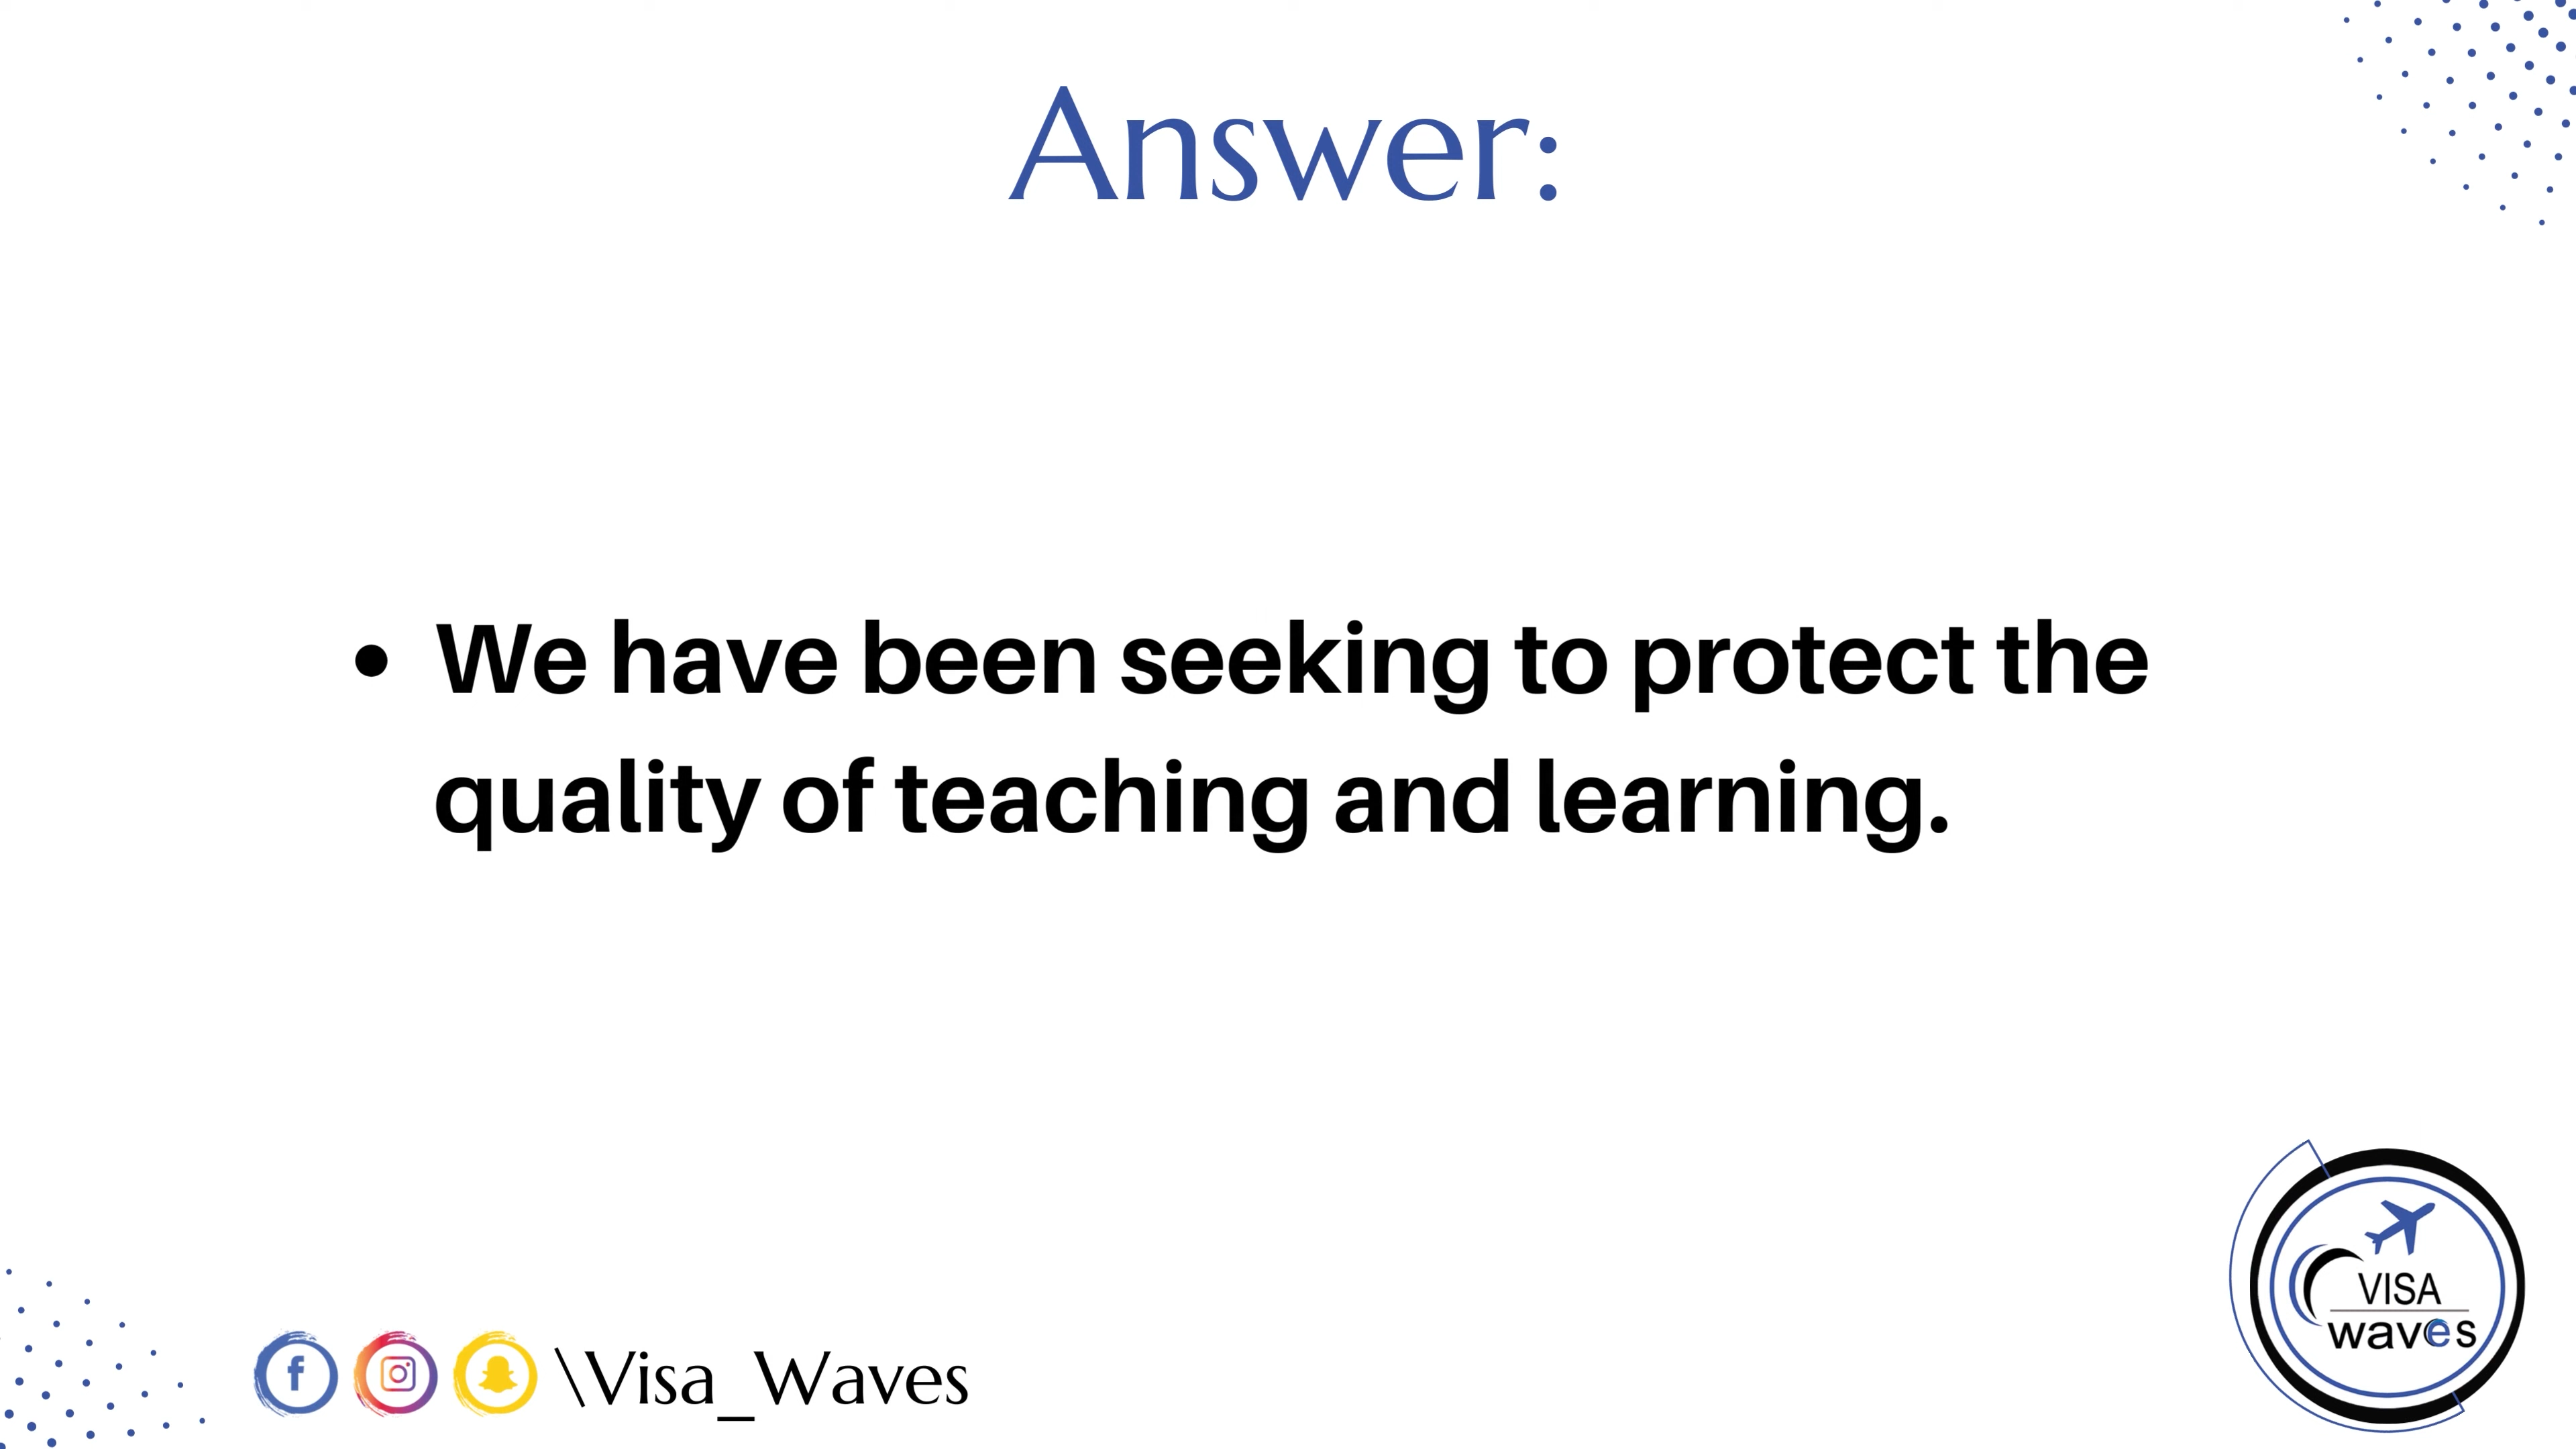 Answer:
• We have been seeking to protect the
quality of teaching and learning.
\Visa_Waves
VISA
waves